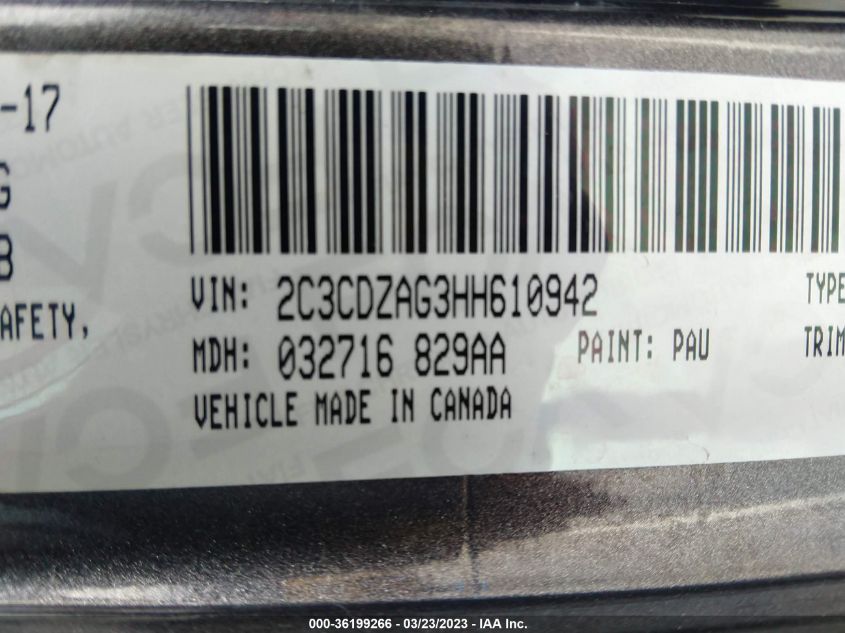 -17
G
B
AFETY,
VIN: 2C3CDZAG3HH610942
TYPE
MDH: 032716 829AA
PAINT: PAU
TRIM
VEHICLE MADE IN CANADA
000-36199266 - 03/23/2023 - IAA Inc.